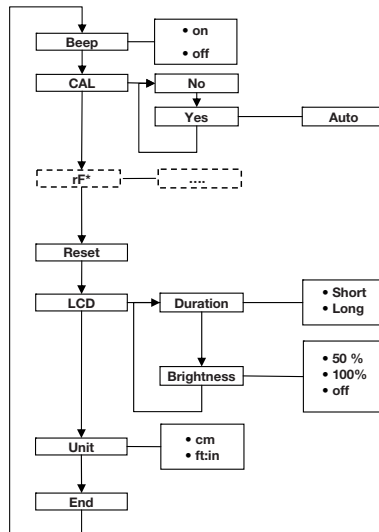 Beep
• on
• off
CAL
No
Yes
Auto
rF*
....
Reset
LCD
Duration
• Short
• Long
Brightness
• 50 %
• 100%
• off
Unit
• cm
• ft:in
End